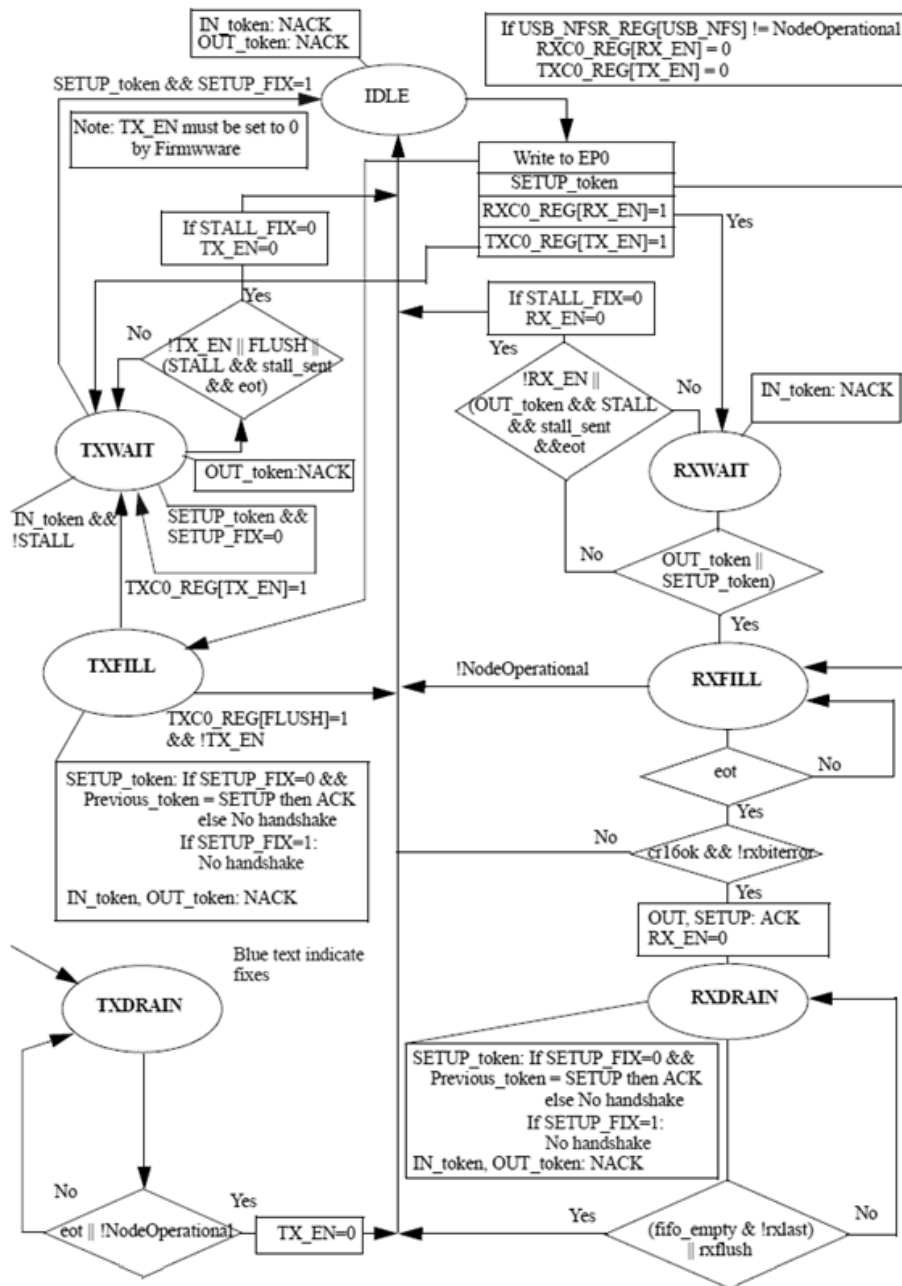 IN_token: NACK
OUT_token: NACK
If USB_NFSR_REG[USB_NFS] != NodeOperational
RXC0_REG[RX_EN] = 0
TXC0_REG[TX_EN] = 0
SETUP_token && SETUP_FIX=1
IDLE
Note: TX_EN must be set to 0
by Firmwware
Write to EP0
SETUP_token
RXC0_REG[RX_EN]=1
TXC0_REG[TX_EN]=1
Yes
If STALL_FIX=0
TX_EN=0
Yes
No
!TX_EN || FLUSH ||
(STALL && stall_sent
&& eot)
If STALL_FIX=0
RX_EN=0
Yes
!RX_EN ||
(OUT_token && STALL
&& stall_sent
&&eot
No
IN_token: NACK
TXWAIT
OUT_token:NACK
RXWAIT
IN_token &&
!STALL
SETUP_token &&
SETUP_FIX=0
TXC0_REG[TX_EN]=1
No
OUT_token ||
SETUP_token)
Yes
TXFILL
!NodeOperational
RXFILL
TXC0_REG[FLUSH]=1
&& !TX_EN
eot
No
Yes
SETUP_token: If SETUP_FIX=0 &&
Previous_token = SETUP then ACK
else No handshake
If SETUP_FIX=1:
No handshake
IN_token, OUT_token: NACK
No
cr16ok && !rxbiterror
Yes
OUT, SETUP: ACK
RX_EN=0
Blue text indicate
fixes
TXDRAIN
RXDRAIN
SETUP_token: If SETUP_FIX=0 &&
Previous_token = SETUP then ACK
else No handshake
If SETUP_FIX=1:
No handshake
IN_token, OUT_token: NACK
No
eot || !NodeOperational
Yes
TX_EN=0
Yes
(fifo_empty & !rxlast)
|| rxflush
No